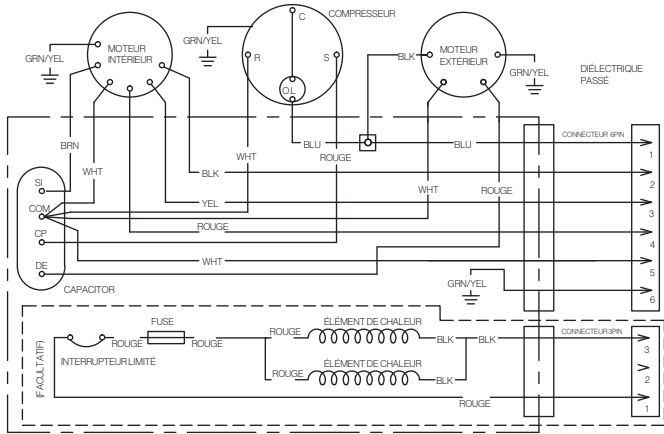 C
COMPRESSEUR
GRN/YEL
MOTEUR
INTÉRIEUR
GRN/YEL
R
S
BLK
MOTEUR
EXTÉRIEUR
GRN/YEL
DIÉLECTRIQUE
PASSÉ
O.L
BRN
BLU
BLU
CONNECTEUR 6PIN
1
WHT
ROUGE
WHT
BLK
2
SI
WHT
ROUGE
YEL
3
COM
ROUGE
4
CP
WHT
5
DE
GRN/YEL
6
CAPACITOR
FUSE
ÉLÉMENT DE CHALEUR
ROUGE
BLK
BLK
CONNECTEUR3PIN
3
ROUGE
ROUGE
INTERRUPTEUR LIMITÉ
ÉLÉMENT DE CHALEUR
ROUGE
BLK
2
(FACULTATIF)
ROUGE
1